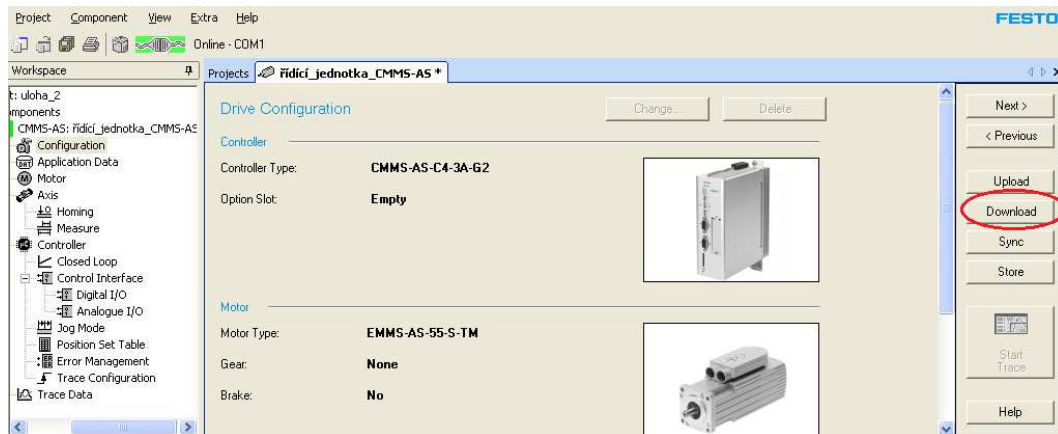 Project Component View Extra Help
FESTO
Online - COM1
Workspace
t: uloha_2
mponents
CMMS-AS: řídící_jednotka_CMMS-AS
Configuration
Application Data
Motor
Axis
Homing
Measure
Controller
Closed Loop
Control Interface
Digital I/O
Analogue I/O
Jog Mode
Position Set Table
Error Management
Trace Configuration
Trace Data
Projects řídící_jednotka_CMMS-AS *
Drive Configuration
Change... Delete
Controller
Controller Type: CMMS-AS-C4-3A-G2
Option Slot: Empty
Motor
Motor Type: EMMS-AS-55-S-TM
Gear: None
Brake: No
Next >
< Previous
Upload
Download
Sync
Store
Start
Trace
Help